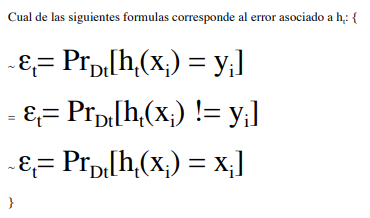 Cual de las siguientes formulas corresponde al error asociado a hₜ: {
~ εₜ= Pr_Dt[hₜ(xᵢ) = yᵢ]
= εₜ= Pr_Dt[hₜ(xᵢ) != yᵢ]
~ εₜ= Pr_Dt[hₜ(xᵢ) = xᵢ]
}